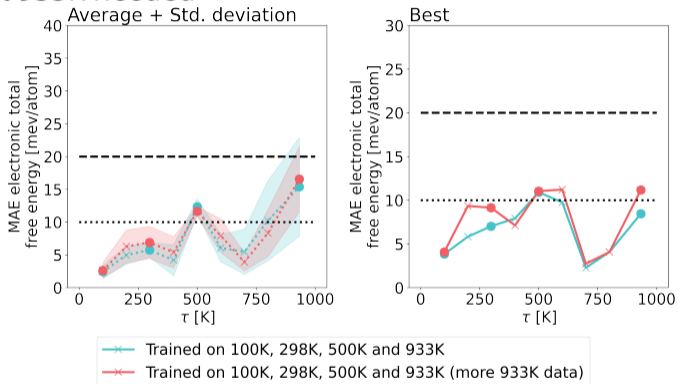 Average + Std. deviation
MAE electronic total
free energy [mev/atom]
40
35
30
25
20
15
10
5
0
0 250 500 750 1000
τ [K]
Best
MAE electronic total
free energy [mev/atom]
30
25
20
15
10
5
0
0 250 500 750 1000
τ [K]
Trained on 100K, 298K, 500K and 933K
Trained on 100K, 298K, 500K and 933K (more 933K data)